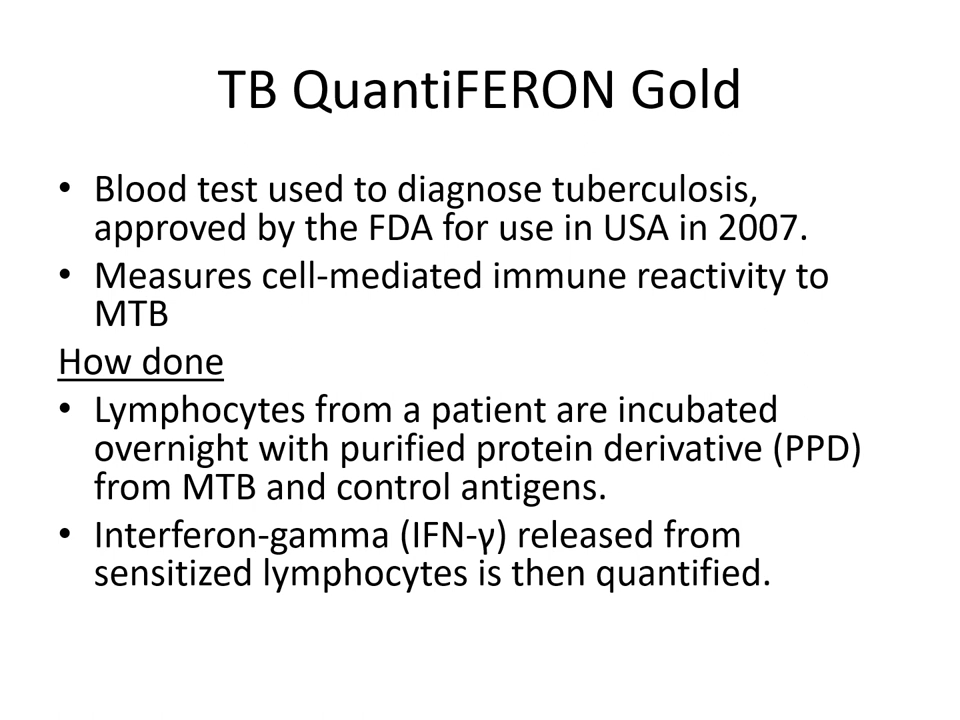 TB QuantiFERON Gold
• Blood test used to diagnose tuberculosis,
approved by the FDA for use in USA in 2007.
• Measures cell-mediated immune reactivity to
MTB
How done
• Lymphocytes from a patient are incubated
overnight with purified protein derivative (PPD)
from MTB and control antigens.
• Interferon-gamma (IFN-γ) released from
sensitized lymphocytes is then quantified.